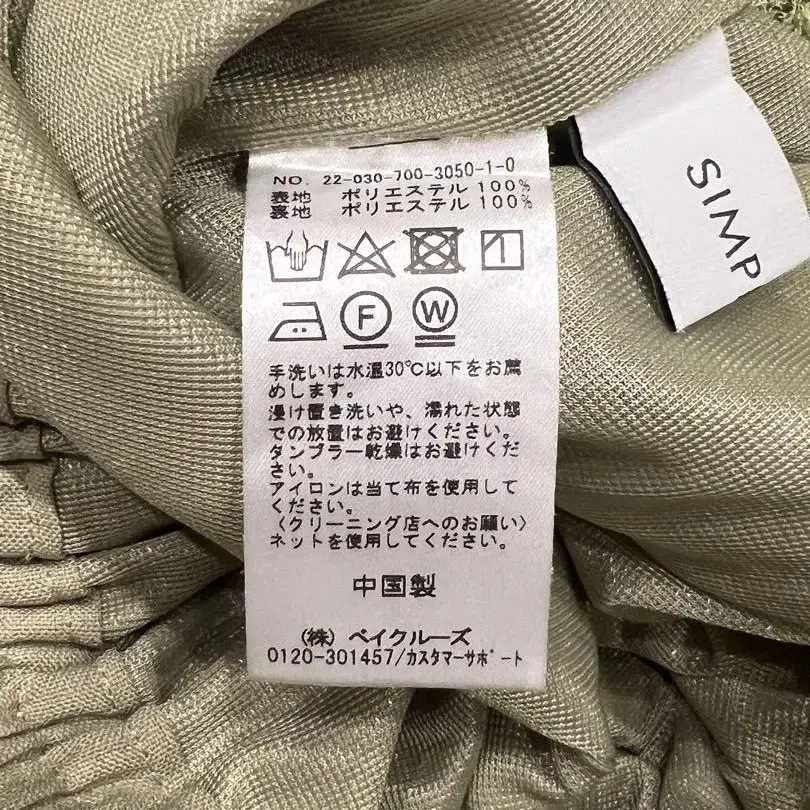 NO. 22-030-700-3050-1-0
表地 ポリエステル 100%
裏地 ポリエステル 100%
1
F W
手洗いは水温30℃以下をお薦
めします。
浸け置き洗いや、濡れた状態
での放置はお避けください。
タンブラー乾燥はお避けくだ
さい。
アイロンは当て布を使用して
ください。
〈クリーニング店へのお願い〉
ネットを使用してください。
中国製
(株) ベイクルーズ
0120-301457/カスタマーサポート
SIMP